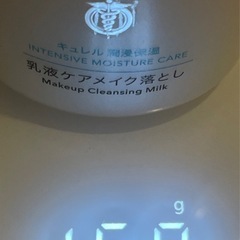 キュレル 潤浸保湿
INTENSIVE MOISTURE CARE
乳液ケアメイク落とし
Makeup Cleansing Milk
g